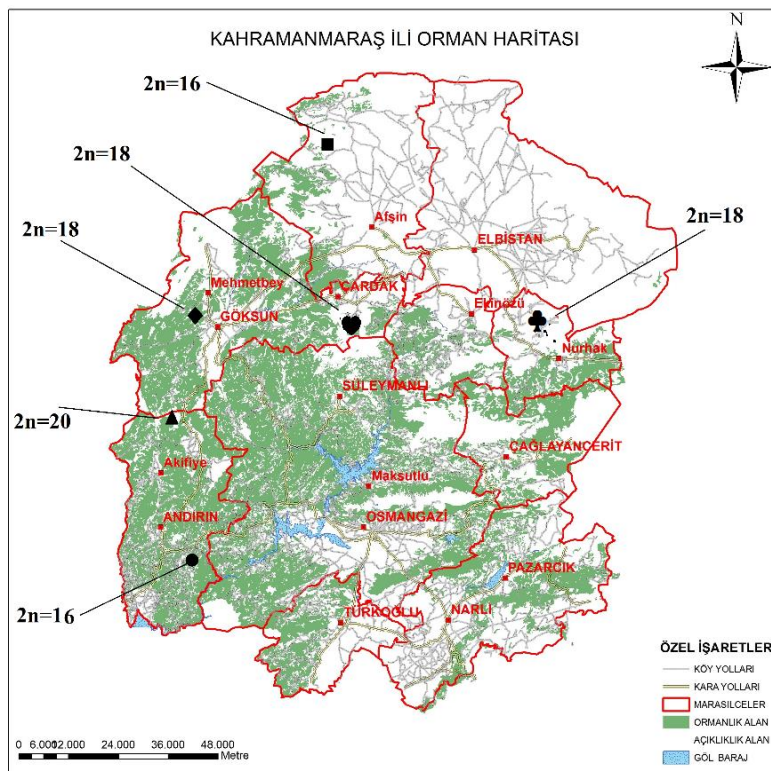 KAHRAMANMARAŞ İLİ ORMAN HARİTASI
N
2n=16
2n=18
2n=18
2n=18
2n=20
2n=16
Afşin
ELBİSTAN
Mehmetbey
ÇARDAK
Ekinözü
GÖKSUN
Nurhak
SÜLEYMANLI
ÇAĞLAYANCERİT
Akifiye
Maksutlu
ANDIRIN
OSMANGAZİ
PAZARCIK
TÜRKOĞLU
NARLI
ÖZEL İŞARETLER
KÖY YOLLARI
KARA YOLLARI
MARASILCELER
ORMANLIK ALAN
AÇIKLIKLIK ALAN
GÖL BARAJ
0 6.000 12.000 24.000 36.000 48.000
Metre